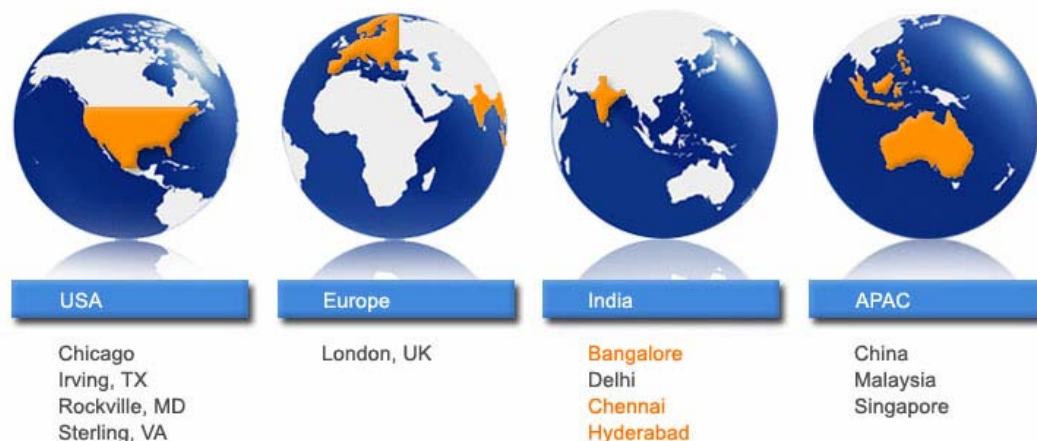 USA
Chicago
Irving, TX
Rockville, MD
Sterling, VA
Europe
London, UK
India
Bangalore
Delhi
Chennai
Hyderabad
APAC
China
Malaysia
Singapore